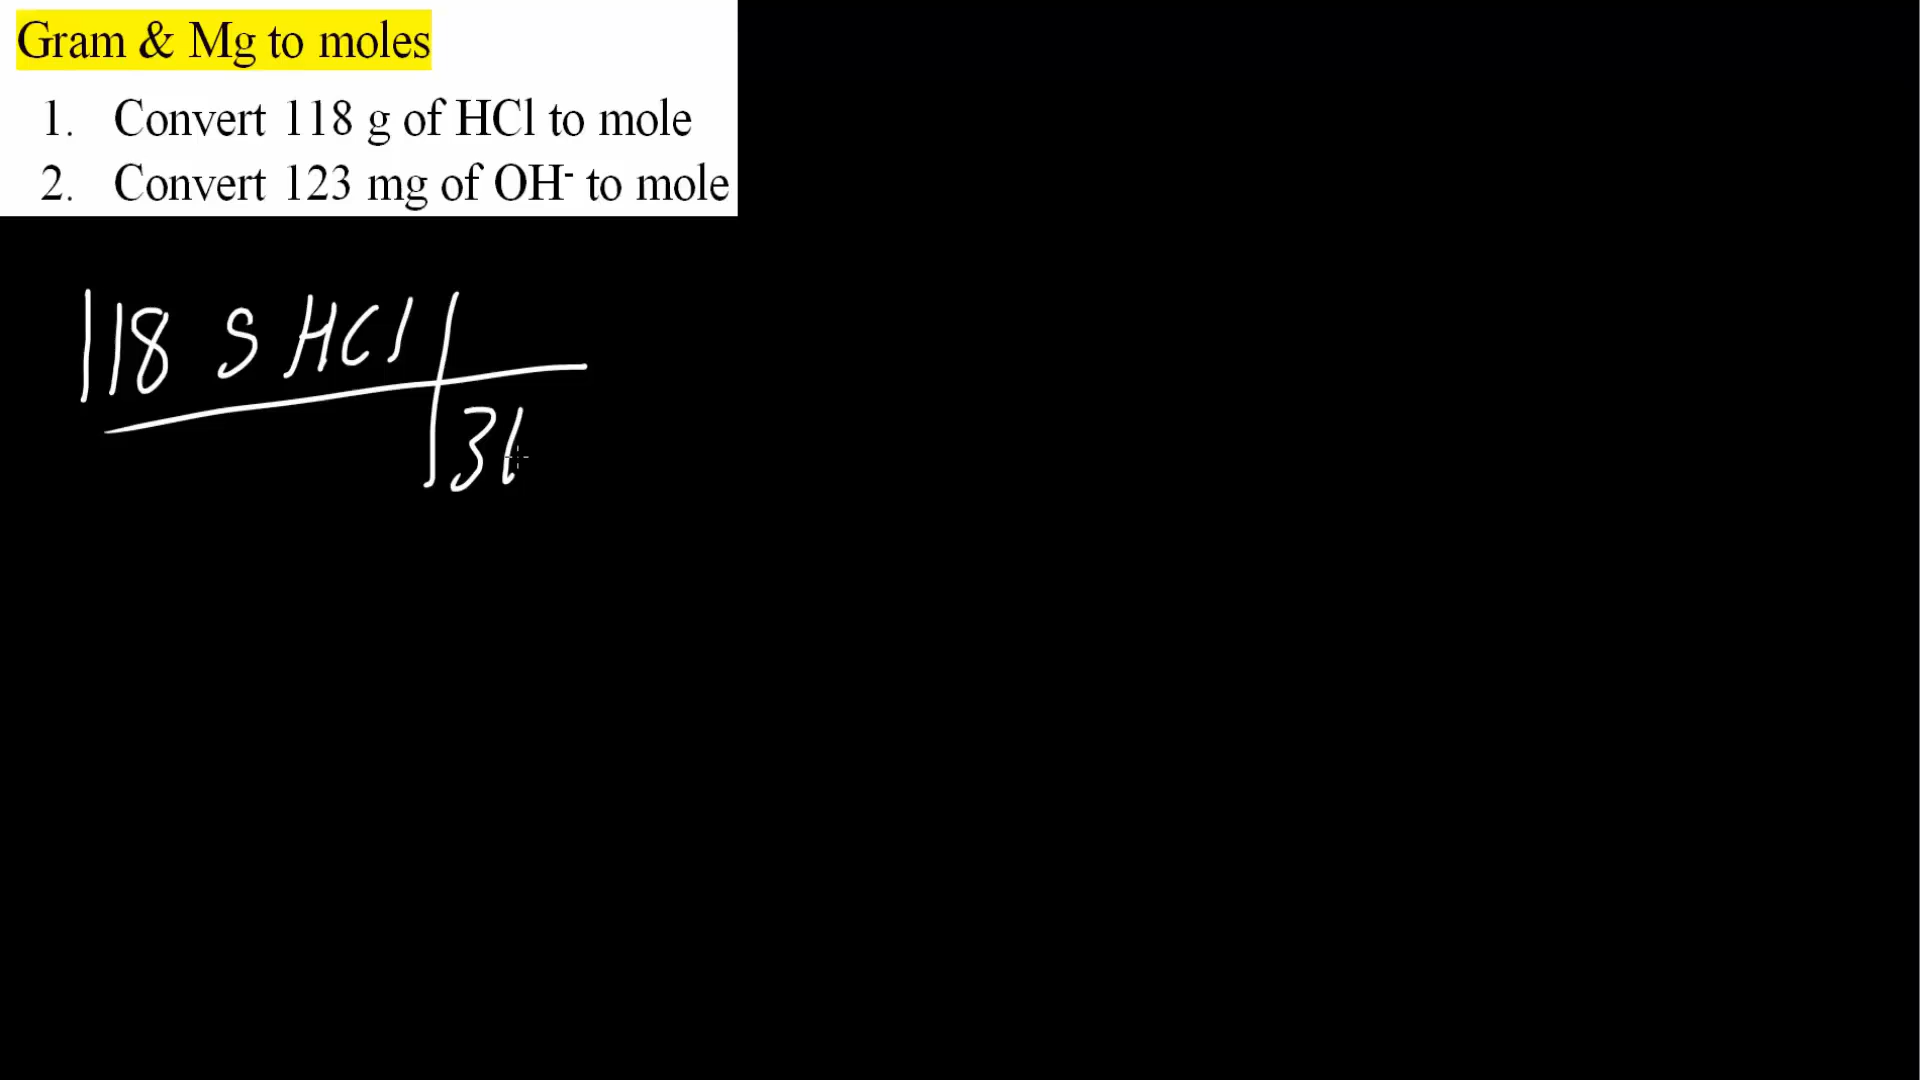 Gram & Mg to moles
1. Convert 118 g of HCl to mole
2. Convert 123 mg of OH⁻ to mole
118 g HCl
36